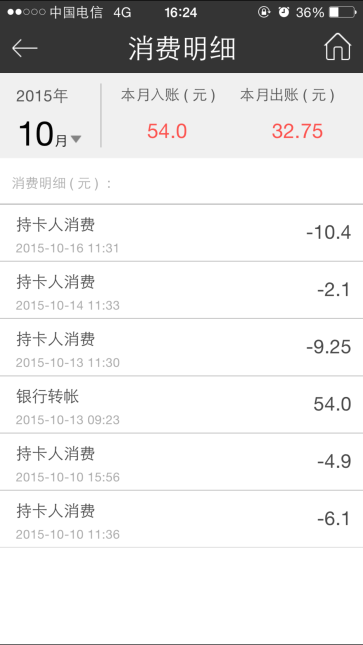 中国电信 4G 16:24 36%
消费明细
2015年 本月入账(元) 本月出账(元)
10月 54.0 32.75
消费明细(元):
持卡人消费 -10.4
2015-10-16 11:31
持卡人消费 -2.1
2015-10-14 11:33
持卡人消费 -9.25
2015-10-13 11:30
银行转帐 54.0
2015-10-13 09:23
持卡人消费 -4.9
2015-10-10 15:56
持卡人消费 -6.1
2015-10-10 11:36